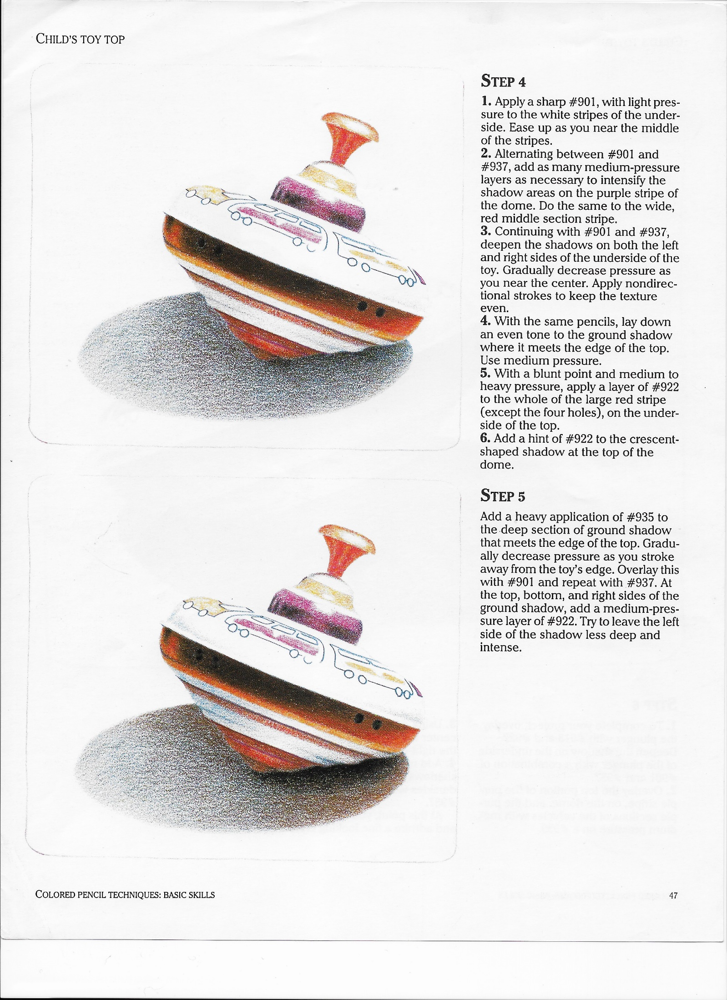 CHILD'S TOY TOP
STEP 4
1. Apply a sharp #901, with light pres-
sure to the white stripes of the under-
side. Ease up as you near the middle
of the stripes.
2. Alternating between #901 and
#937, add as many medium-pressure
layers as necessary to intensify the
shadow areas on the purple stripe of
the dome. Do the same to the wide,
red middle section stripe.
3. Continuing with #901 and #937,
deepen the shadows on both the left
and right sides of the underside of the
toy. Gradually decrease pressure as
you near the center. Apply nondirec-
tional strokes to keep the texture
even.
4. With the same pencils, lay down
an even tone to the ground shadow
where it meets the edge of the top.
Use medium pressure.
5. With a blunt point and medium to
heavy pressure, apply a layer of #922
to the whole of the large red stripe
(except the four holes), on the under-
side of the top.
6. Add a hint of #922 to the crescent-
shaped shadow at the top of the
dome.
STEP 5
Add a heavy application of #935 to
the deep section of ground shadow
that meets the edge of the top. Gradu-
ally decrease pressure as you stroke
away from the toy's edge. Overlay this
with #901 and repeat with #937. At
the top, bottom, and right sides of the
ground shadow, add a medium-pres-
sure layer of #922. Try to leave the left
side of the shadow less deep and
intense.
COLORED PENCIL TECHNIQUES: BASIC SKILLS
47